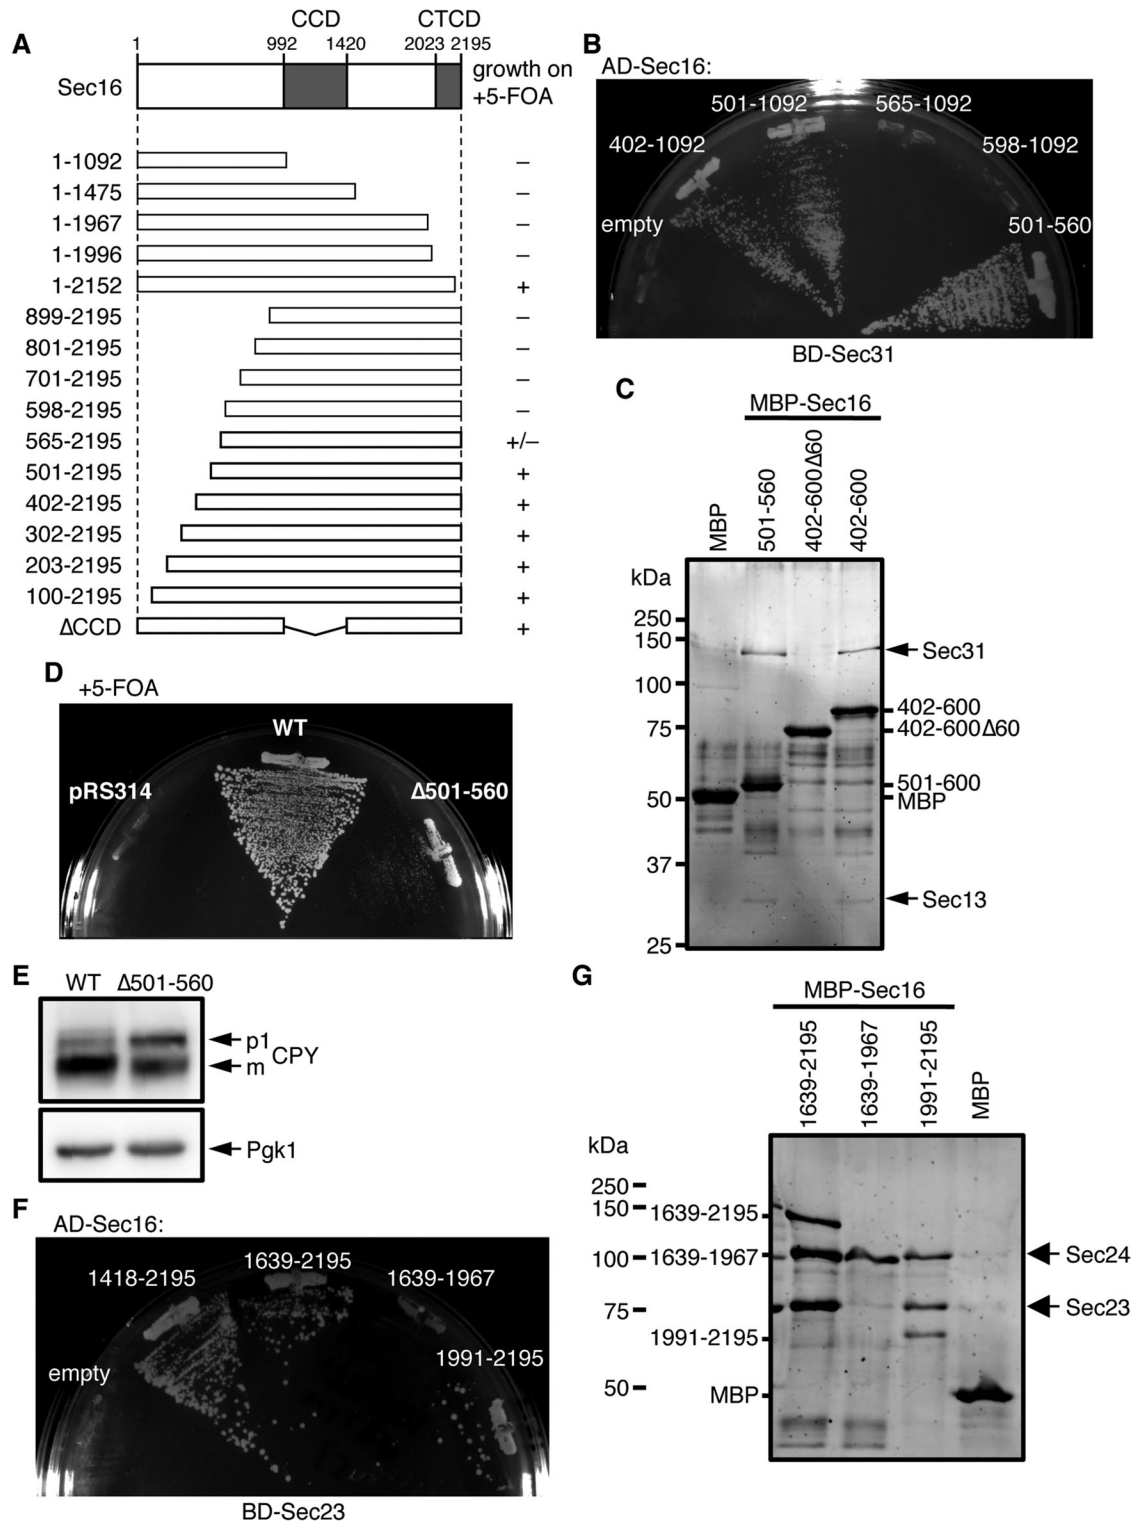 A
CCD CTCD
1 992 1420 2023 2195
Sec16
growth on
+5-FOA
1-1092 –
1-1475 –
1-1967 –
1-1996 –
1-2152 +
899-2195 –
801-2195 –
701-2195 –
598-2195 –
565-2195 +/–
501-2195 +
402-2195 +
302-2195 +
203-2195 +
100-2195 +
ΔCCD +
B
AD-Sec16:
501-1092 565-1092
402-1092 598-1092
empty 501-560
BD-Sec31
C
MBP-Sec16
MBP
501-560
402-600Δ60
402-600
kDa
250
150
100
75
50
37
25
Sec31
402-600
402-600Δ60
501-600
MBP
Sec13
D
+5-FOA
WT
pRS314 Δ501-560
E
WT Δ501-560
p1
m CPY
Pgk1
F
AD-Sec16:
1639-2195
1418-2195 1639-1967
1991-2195
empty
BD-Sec23
G
MBP-Sec16
1639-2195
1639-1967
1991-2195
MBP
kDa
250
150
100
75
50
1639-2195
1639-1967
1991-2195
MBP
Sec24
Sec23